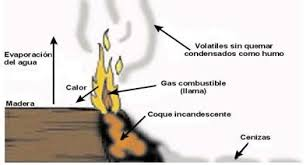 Evaporación
del agua
Volatiles sin quemar
condensados como humo
Calor
Gas combustible
(llama)
Madera
Coque incandescente
Cenizas